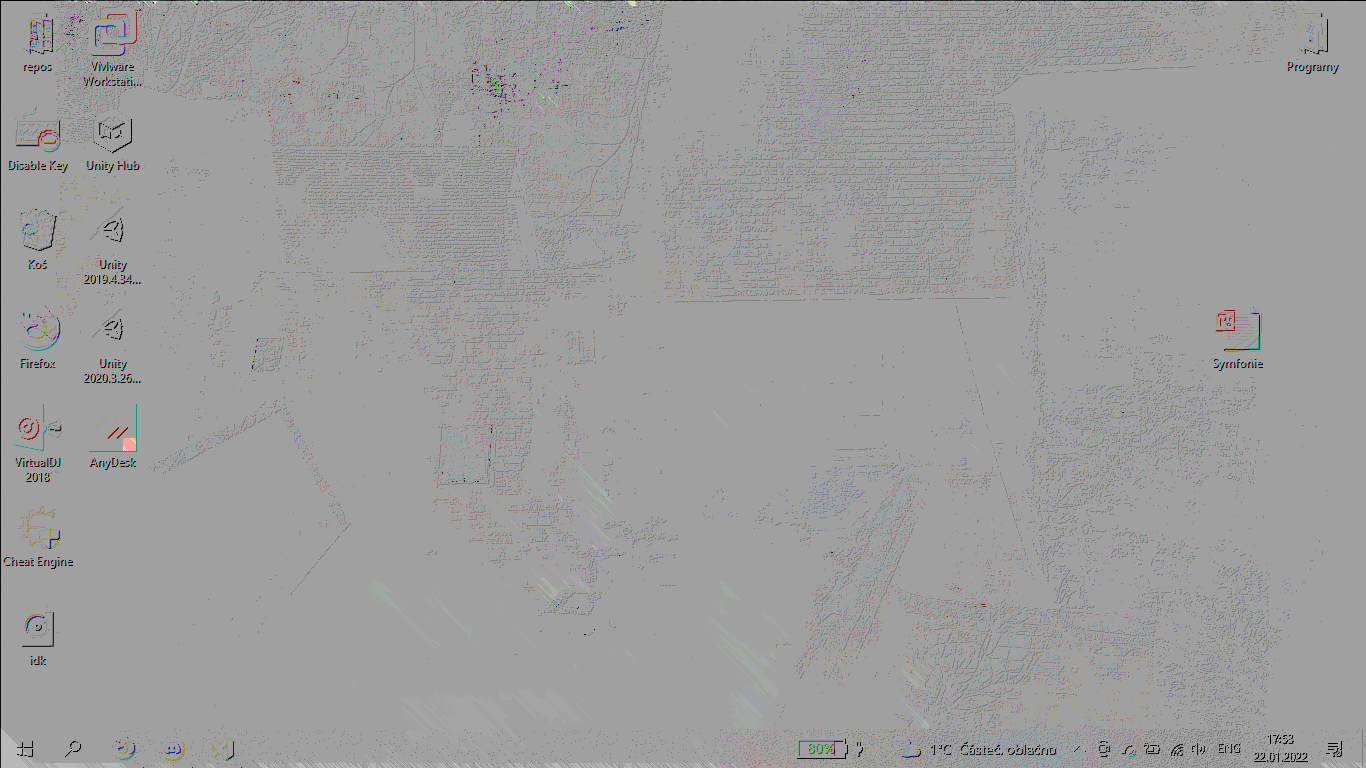 repos
VMware
Workstati...
Programy
Disable Key
Unity Hub
Koš
Unity
2019.4.34...
Firefox
Unity
2020.3.26...
Symfonie
VirtualDJ
2018
AnyDesk
Cheat Engine
idk
80%
1°C Částeč. oblačno
ENG
17:53
22.01.2022